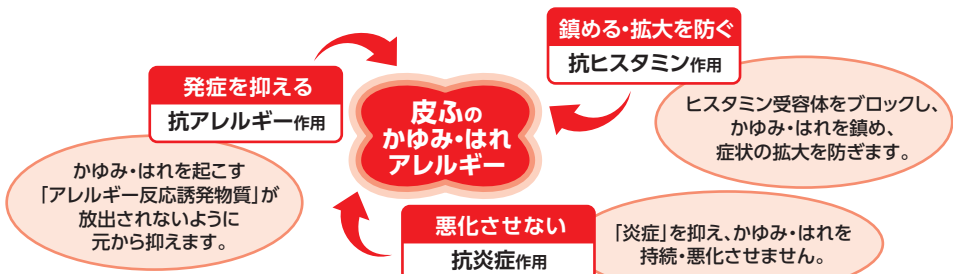 鎮める・拡大を防ぐ
抗ヒスタミン作用
ヒスタミン受容体をブロックし、
かゆみ・はれを鎮め、
症状の拡大を防ぎます。
発症を抑える
抗アレルギー作用
かゆみ・はれを起こす
「アレルギー反応誘発物質」が
放出されないように
元から抑えます。
皮ふの
かゆみ・はれ
アレルギー
悪化させない
抗炎症作用
「炎症」を抑え、かゆみ・はれを
持続・悪化させません。